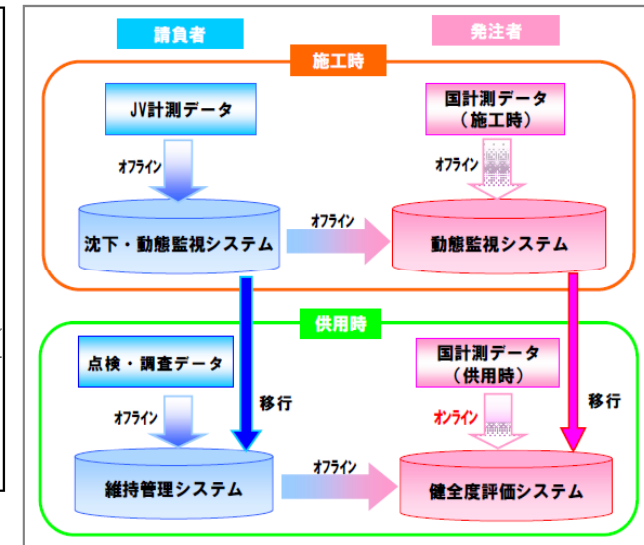 請負者
発注者
施工時
JV計測データ
国計測データ
(施工時)
オフライン
オフライン
沈下・動態監視システム
オフライン
動態監視システム
供用時
点検・調査データ
国計測データ
(供用時)
オフライン
移行
オンライン
移行
維持管理システム
オフライン
健全度評価システム